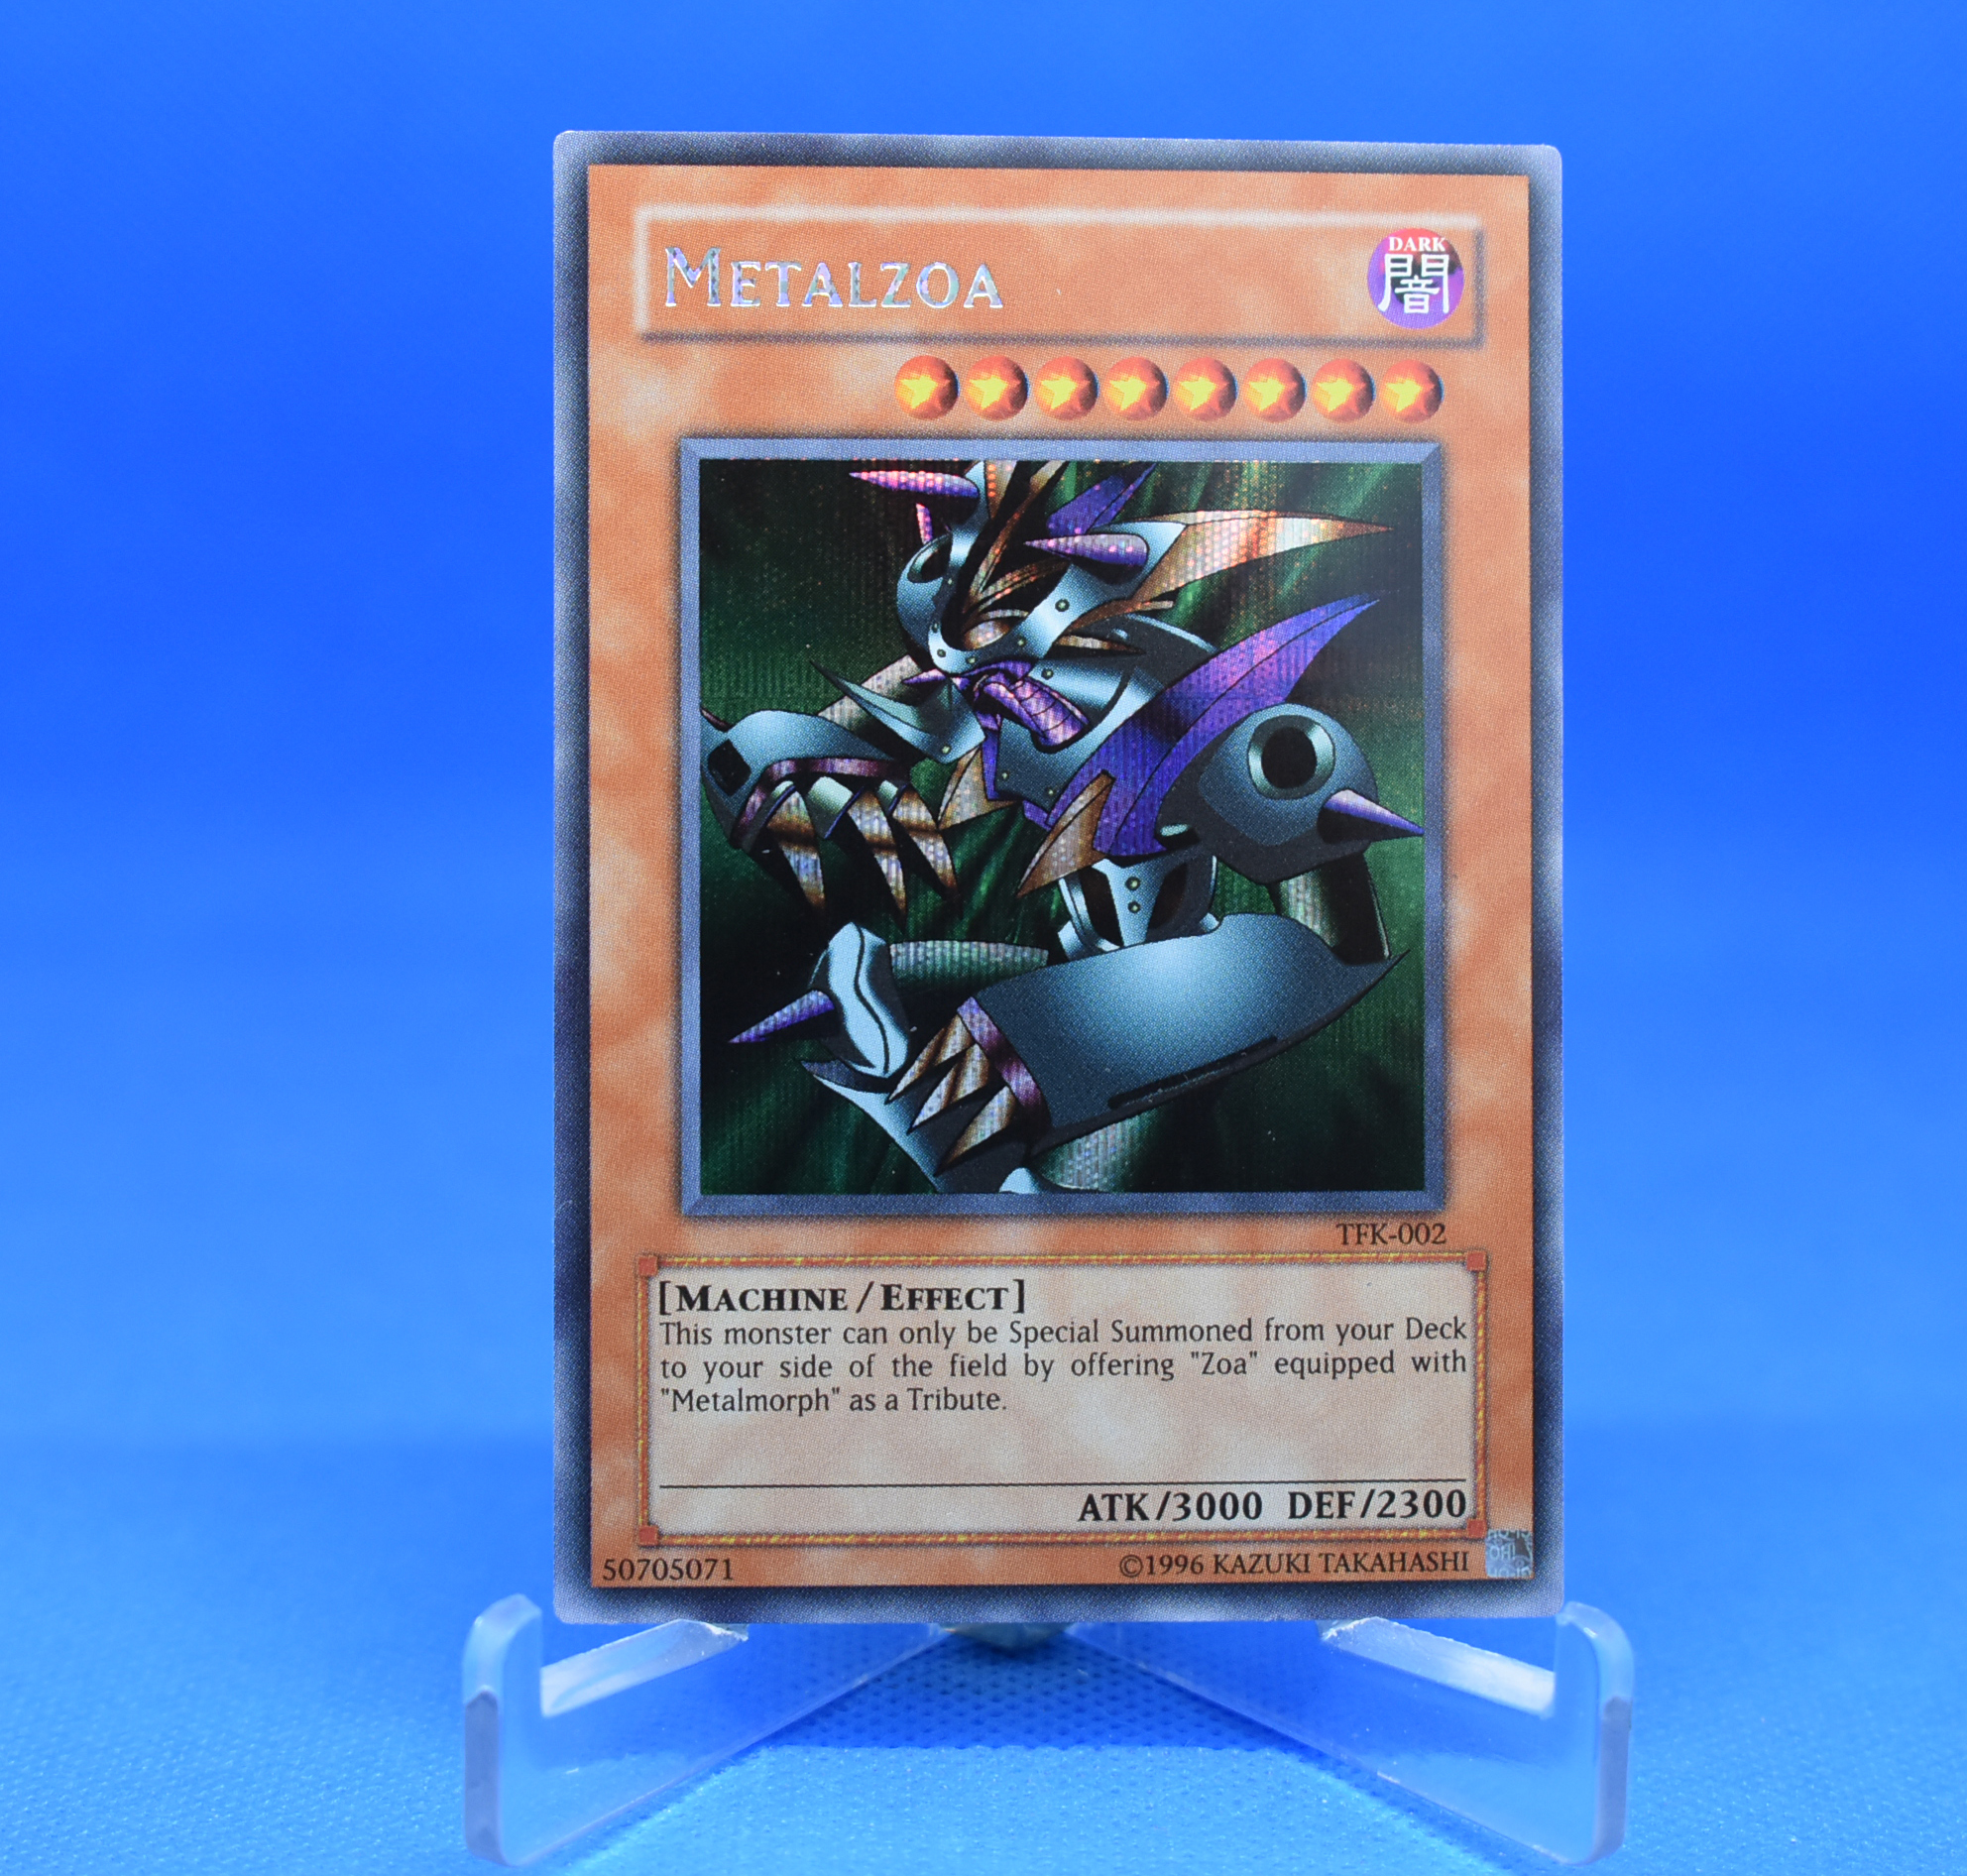 METALZOA
DARK
闇
TFK-002
[MACHINE/EFFECT]
This monster can only be Special Summoned from your Deck
to your side of the field by offering "Zoa" equipped with
"Metalmorph" as a Tribute.
ATK/3000 DEF/2300
50705071
©1996 KAZUKI TAKAHASHI